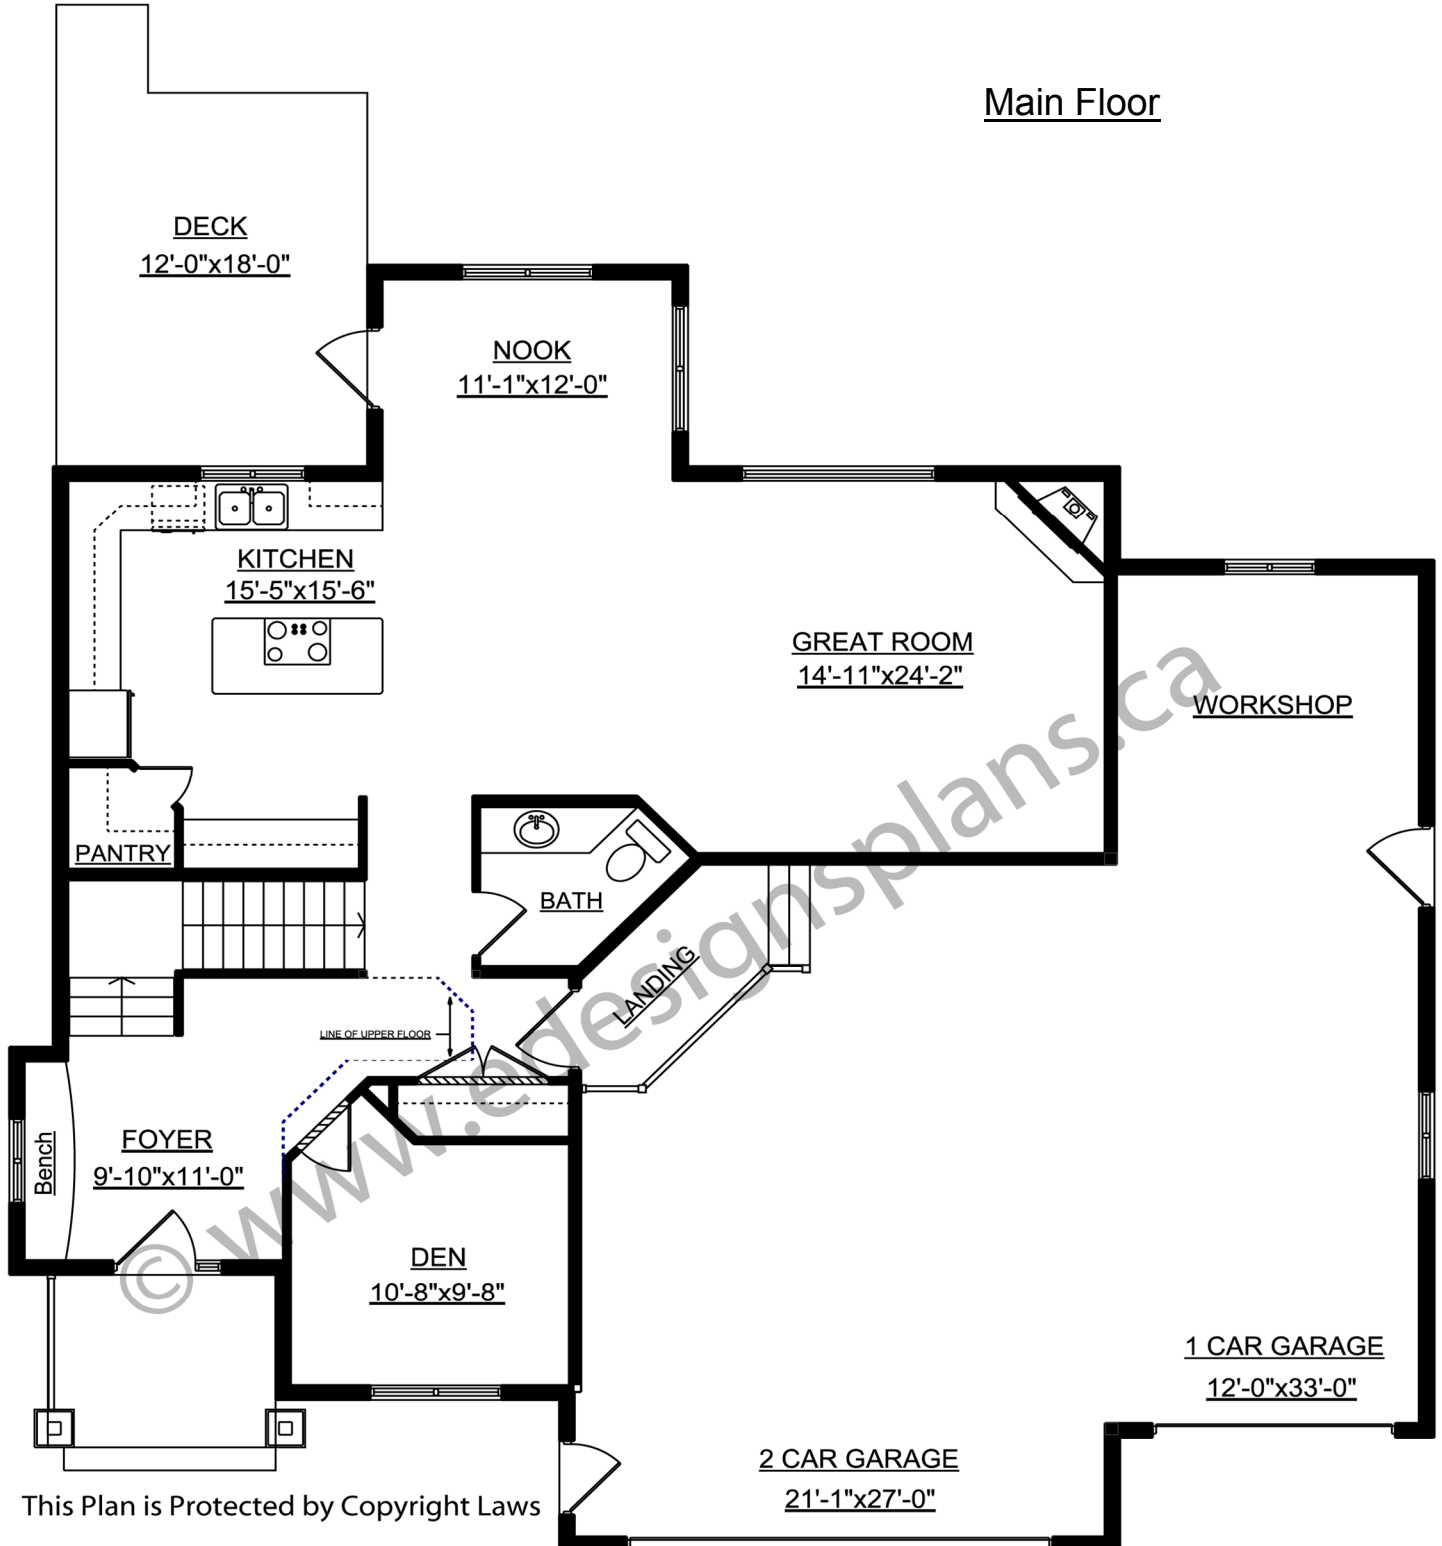 Main Floor
DECK
12'-0"x18'-0"
NOOK
11'-1"x12'-0"
KITCHEN
15'-5"x15'-6"
GREAT ROOM
14'-11"x24'-2"
WORKSHOP
PANTRY
BATH
LANDING
LINE OF UPPER FLOOR
FOYER
9'-10"x11'-0"
Bench
DEN
10'-8"x9'-8"
1 CAR GARAGE
12'-0"x33'-0"
2 CAR GARAGE
21'-1"x27'-0"
© www.edesignsplans.ca
This Plan is Protected by Copyright Laws